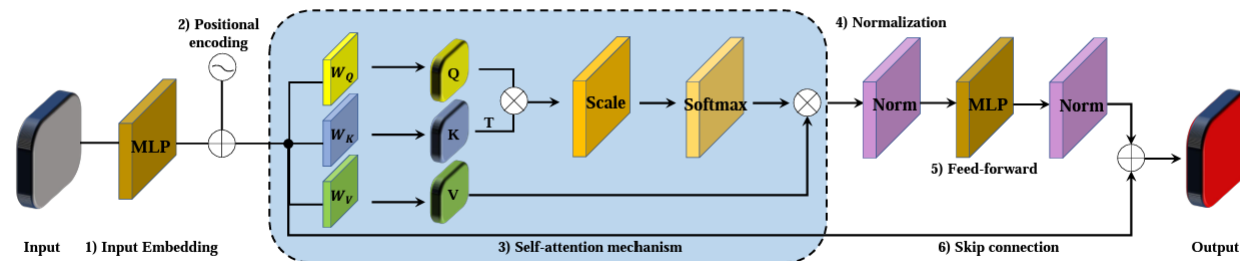 2) Positional
encoding
4) Normalization
W_Q
Q
W_K
K
T
W_V
V
MLP
Scale
Softmax
Norm
MLP
Norm
5) Feed-forward
Input
1) Input Embedding
3) Self-attention mechanism
6) Skip connection
Output